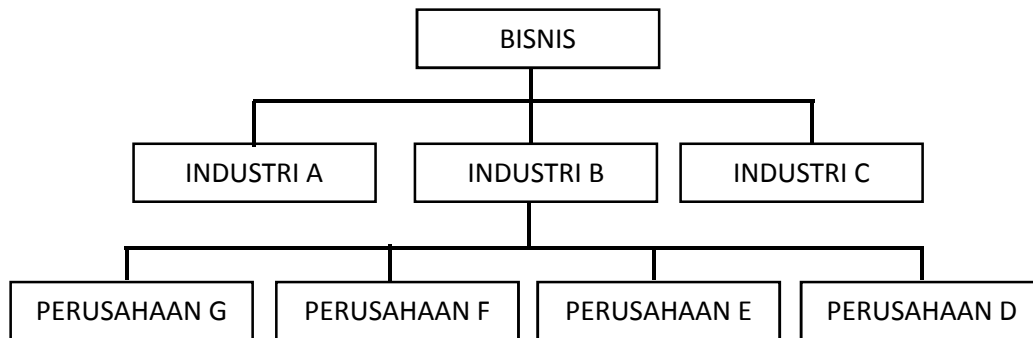 BISNIS
INDUSTRI A
INDUSTRI B
INDUSTRI C
PERUSAHAAN G
PERUSAHAAN F
PERUSAHAAN E
PERUSAHAAN D